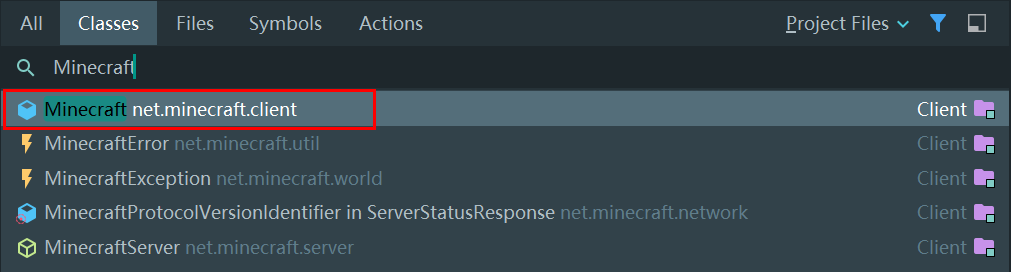 All Classes Files Symbols Actions Project Files
Minecraft
Minecraft net.minecraft.client Client
MinecraftError net.minecraft.util Client
MinecraftException net.minecraft.world Client
MinecraftProtocolVersionIdentifier in ServerStatusResponse net.minecraft.network Client
MinecraftServer net.minecraft.server Client